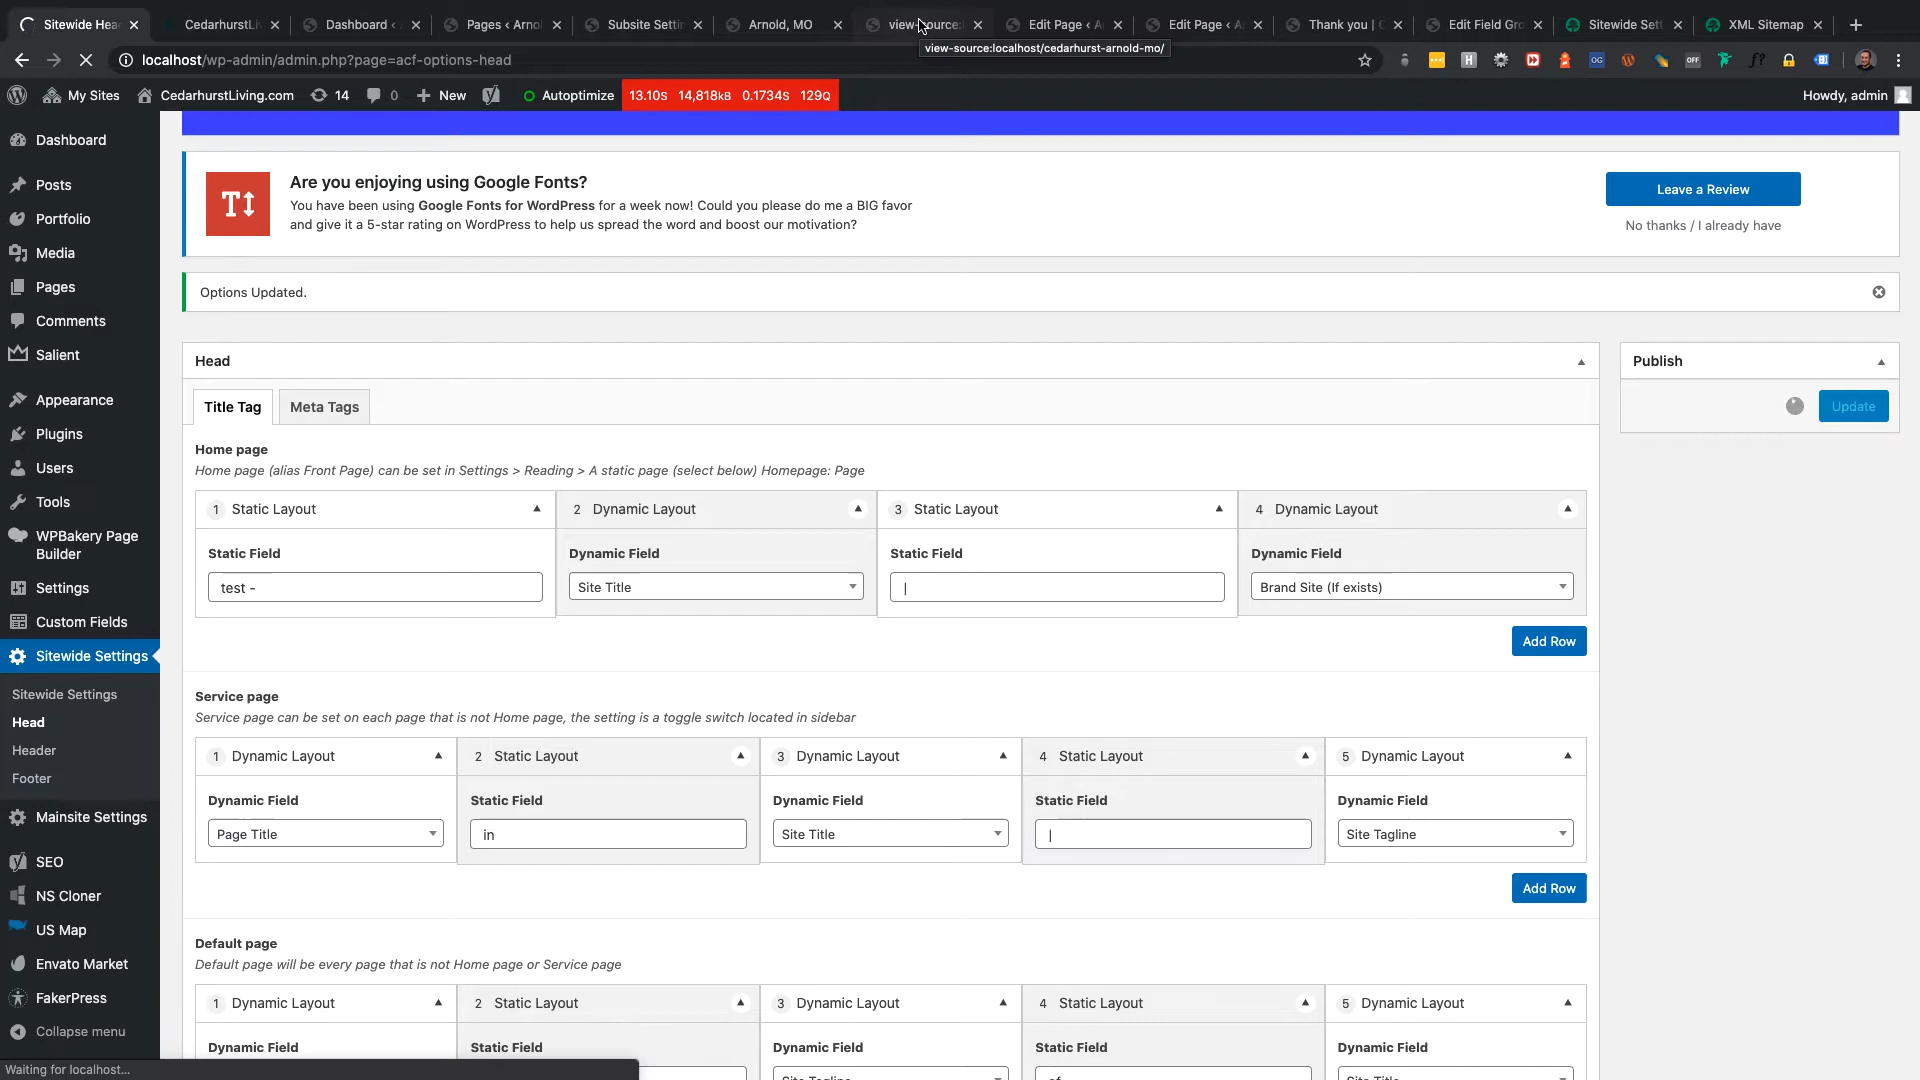 Sitewide Hea
CedarhurstLiv
Dashboard ‹
Pages ‹ Arno
Subsite Setti
Arnold, MO
view-source:
Edit Page ‹ A
Edit Page ‹ A
Thank you |
Edit Field Gr
Sitewide Sett
XML Sitemap
view-source:localhost/cedarhurst-arnold-mo/
localhost/wp-admin/admin.php?page=acf-options-head
My Sites
CedarhurstLiving.com
14
0
New
Autoptimize
13.10S 14,818KB 0.1734S 129Q
Howdy, admin
Dashboard
Posts
Portfolio
Media
Pages
Comments
Salient
Appearance
Plugins
Users
Tools
WPBakery Page
Builder
Settings
Custom Fields
Sitewide Settings
Sitewide Settings
Head
Header
Footer
Mainsite Settings
SEO
NS Cloner
US Map
Envato Market
FakerPress
Collapse menu
Waiting for localhost...
T
Are you enjoying using Google Fonts?
You have been using Google Fonts for WordPress for a week now! Could you please do me a BIG favor
and give it a 5-star rating on WordPress to help us spread the word and boost our motivation?
Leave a Review
No thanks / I already have
Options Updated.
Head
Title Tag
Meta Tags
Home page
Home page (alias Front Page) can be set in Settings > Reading > A static page (select below) Homepage: Page
1 Static Layout
2 Dynamic Layout
3 Static Layout
4 Dynamic Layout
Static Field
Dynamic Field
Static Field
Dynamic Field
test -
Site Title
|
Brand Site (If exists)
Add Row
Service page
Service page can be set on each page that is not Home page, the setting is a toggle switch located in sidebar
1 Dynamic Layout
2 Static Layout
3 Dynamic Layout
4 Static Layout
5 Dynamic Layout
Dynamic Field
Static Field
Dynamic Field
Static Field
Dynamic Field
Page Title
in
Site Title
|
Site Tagline
Add Row
Default page
Default page will be every page that is not Home page or Service page
1 Dynamic Layout
2 Static Layout
3 Dynamic Layout
4 Static Layout
5 Dynamic Layout
Dynamic Field
Static Field
Dynamic Field
Static Field
Dynamic Field
Site Tagline
of
Site Title
Publish
Update